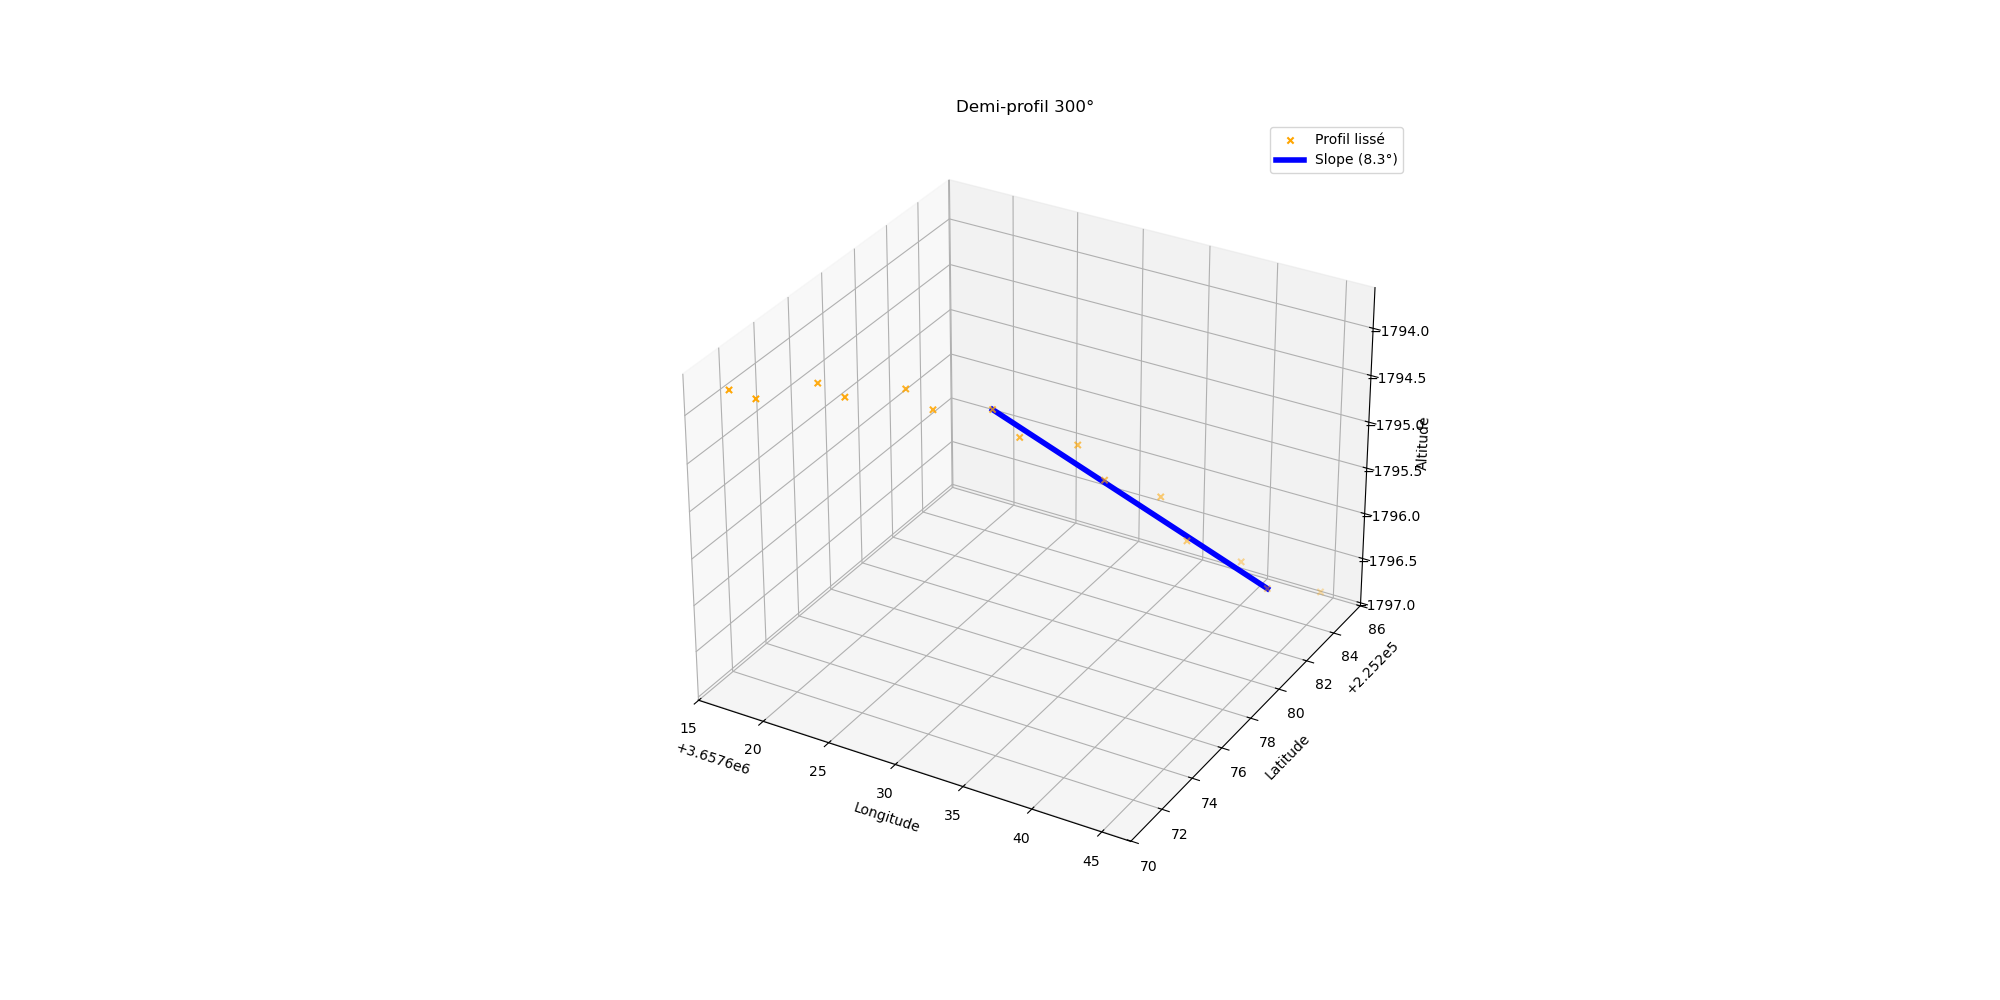 Demi-profil 300°
Profil lissé
Slope (8.3°)
−1794.0
−1794.5
−1795.0
−1795.5
−1796.0
−1796.5
−1797.0
Altitude
86
84
82
80
78
76
74
72
70
+2.252e5
Latitude
15
20
25
30
35
40
45
+3.6576e6
Longitude